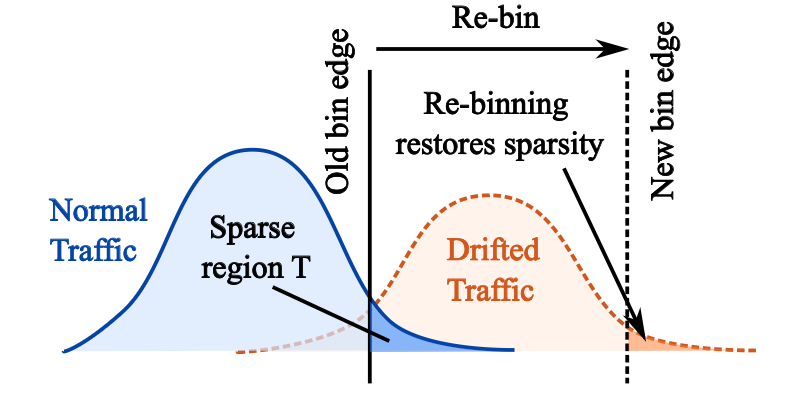 Re-bin
Old bin edge
New bin edge
Re-binning
restores sparsity
Normal
Traffic
Sparse
region T
Drifted
Traffic